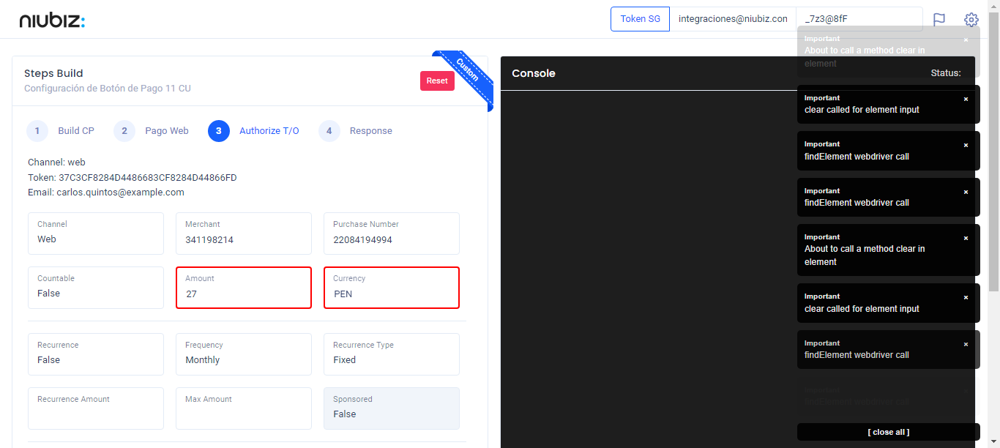 niubiz:
Token SG
integraciones@niubiz.con
_7z3@8fF
Steps Build
Configuración de Botón de Pago 11 CU
Reset
Custom
1 Build CP
2 Pago Web
3 Authorize T/O
4 Response
Channel: web
Token: 37C3CF8284D4486683CF8284D44866FD
Email: carlos.quintos@example.com
Channel
Web
Merchant
341198214
Purchase Number
22084194994
Countable
False
Amount
27
Currency
PEN
Recurrence
False
Frequency
Monthly
Recurrence Type
Fixed
Recurrence Amount
Max Amount
Sponsored
False
Console
Status:
Important ×
About to call a method clear in
element
Important ×
clear called for element input
Important ×
findElement webdriver call
Important ×
findElement webdriver call
Important ×
About to call a method clear in
element
Important ×
clear called for element input
Important ×
findElement webdriver call
Important ×
findElement webdriver call
[ close all ]